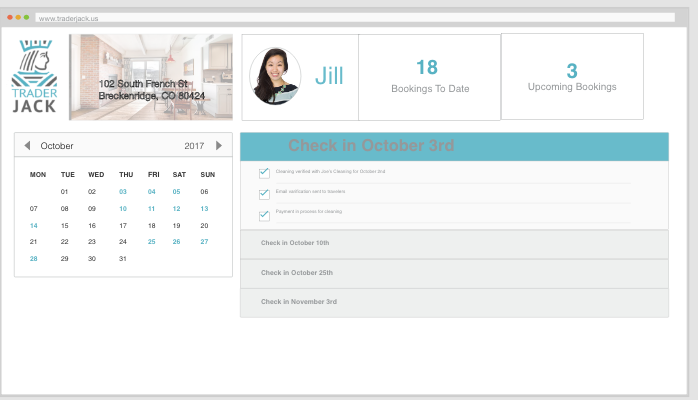 www.traderjack.us
TRADER
JACK
102 South French St
Breckenridge, CO 80424
Jill
18
Bookings To Date
3
Upcoming Bookings
October 2017
MON TUE WED THU FRI SAT SUN
01 02 03 04 05 06
07 08 09 10 11 12 13
14 15 16 17 18 19 20
21 22 23 24 25 26 27
28 29 30 31
Check in October 3rd
Cleaning verified with Joe's Cleaning for October 2nd
Email notification sent to travelers
Payment in process for cleaning
Check in October 10th
Check in October 25th
Check in November 3rd